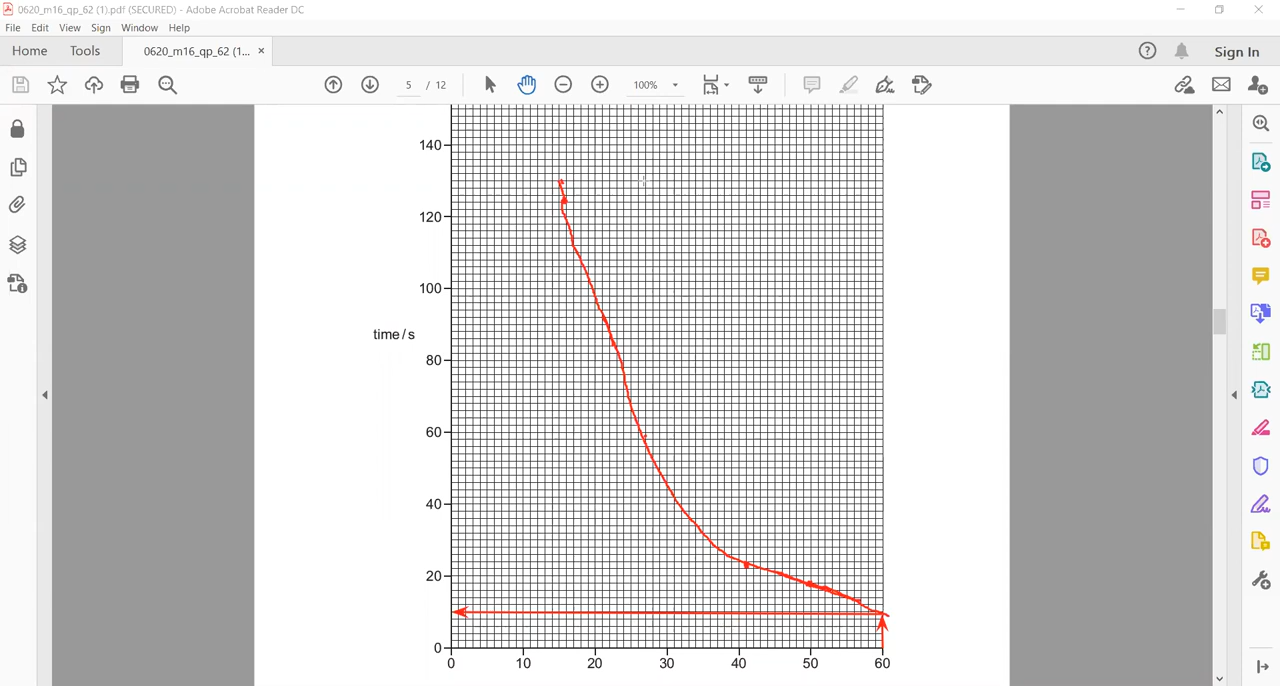 0620_m16_qp_62 (1).pdf (SECURED) - Adobe Acrobat Reader DC
File Edit View Sign Window Help
Home Tools 0620_m16_qp_62 (1... × Sign In
5 / 12 100%
140
120
100
time / s
80
60
40
20
0
0 10 20 30 40 50 60